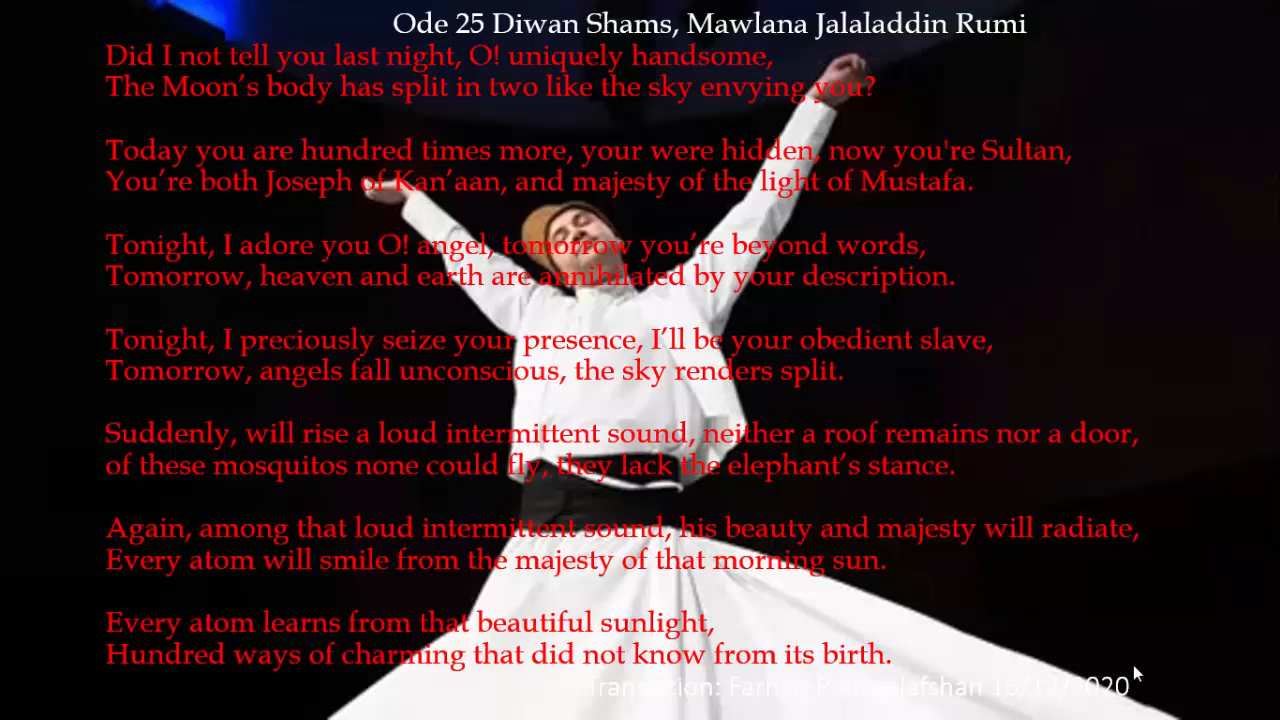 Ode 25 Diwan Shams, Mawlana Jalaladdin Rumi
Did I not tell you last night, O! uniquely handsome,
The Moon’s body has split in two like the sky envying you?
Today you are hundred times more, your were hidden, now you're Sultan,
You’re both Joseph of Kan’aan, and majesty of the light of Mustafa.
Tonight, I adore you O! angel, tomorrow you’re beyond words,
Tomorrow, heaven and earth are annihilated by your description.
Tonight, I preciously seize your presence, I’ll be your obedient slave,
Tomorrow, angels fall unconscious, the sky renders split.
Suddenly, will rise a loud intermittent sound, neither a roof remains nor a door,
of these mosquitos none could fly, they lack the elephant’s stance.
Again, among that loud intermittent sound, his beauty and majesty will radiate,
Every atom will smile from the majesty of that morning sun.
Every atom learns from that beautiful sunlight,
Hundred ways of charming that did not know from its birth.